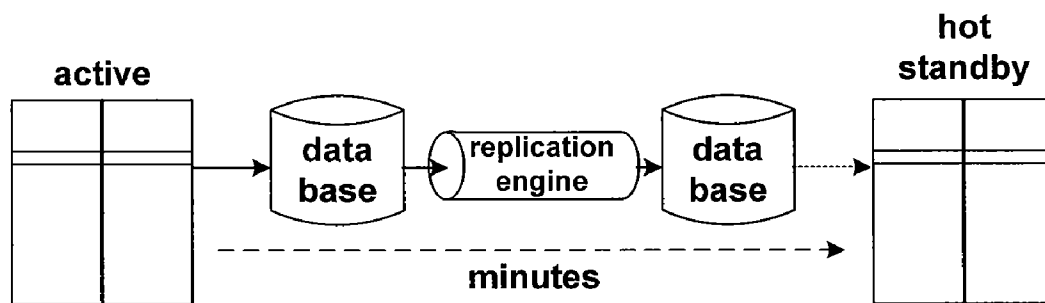 active
data
base
replication
engine
data
base
hot
standby
minutes